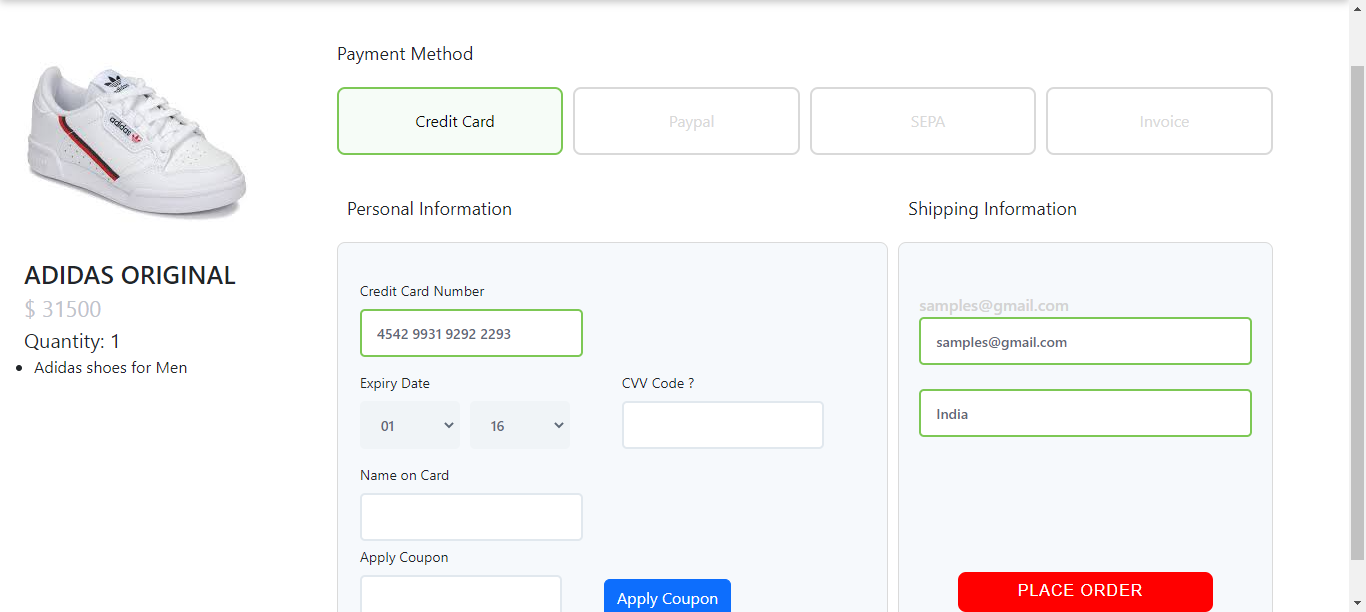 Payment Method
Credit Card
Paypal
SEPA
Invoice
adidas
ADIDAS ORIGINAL
$ 31500
Quantity: 1
Adidas shoes for Men
Personal Information
Credit Card Number
4542 9931 9292 2293
Expiry Date
CVV Code ?
01
16
Name on Card
Apply Coupon
Apply Coupon
Shipping Information
samples@gmail.com
samples@gmail.com
India
PLACE ORDER